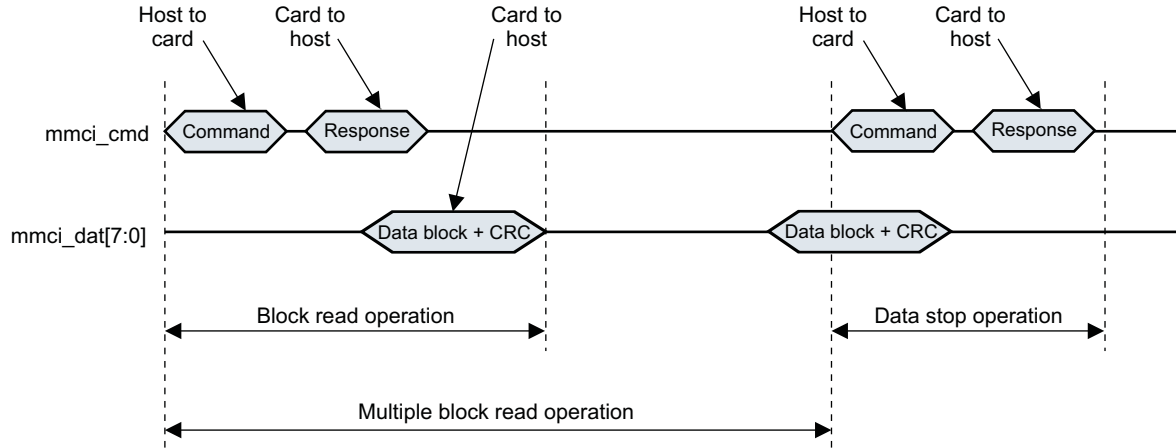 Host to
card
Card to
host
Card to
host
Host to
card
Card to
host
mmci_cmd
Command
Response
Command
Response
mmci_dat[7:0]
Data block + CRC
Data block + CRC
Block read operation
Data stop operation
Multiple block read operation